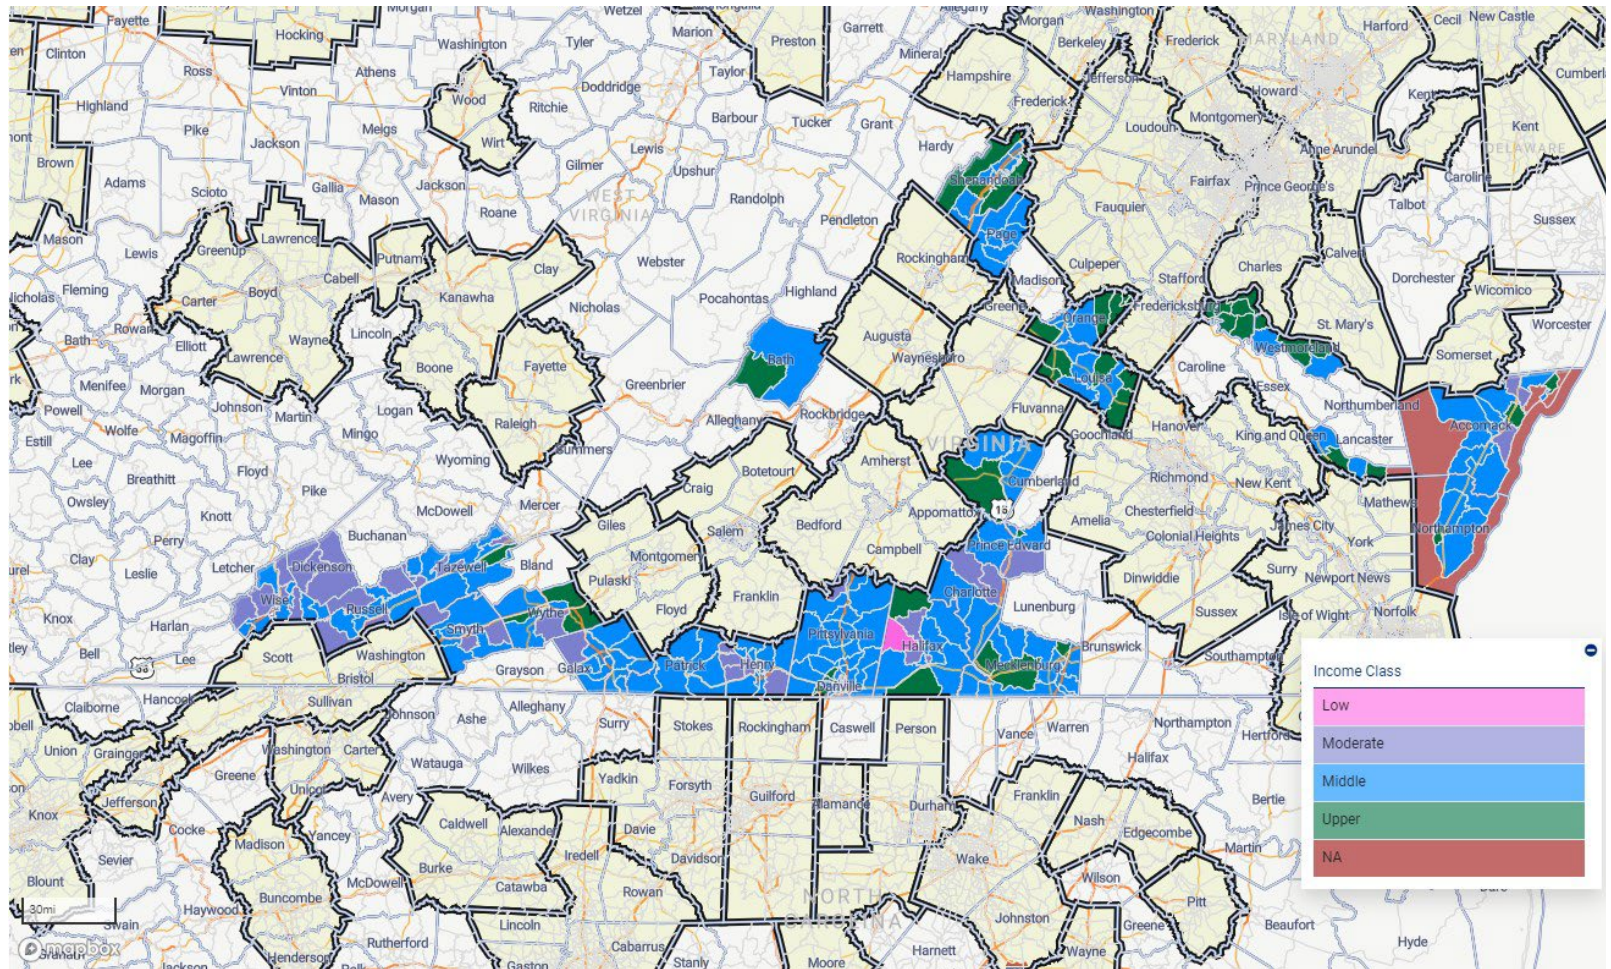 Fayette
Morgan
Wetzel
Marion
Garrett
Allegany
Morgan
Washington
Frederick
Harford
Cecil
New Castle
Hocking
Washington
Tyler
Preston
Mineral
Berkeley
MARYLAND
Clinton
Ross
Athens
Doddridge
Taylor
Hampshire
Jefferson
Howard
Kent
Vinton
Wood
Ritchie
Barbour
Tucker
Grant
Frederick
Montgomery
Highland
Pike
Meigs
Lewis
Loudoun
Kent
Brown
Jackson
Wirt
Gilmer
Upshur
Hardy
Anne Arundel
DELAWARE
Adams
Scioto
Gallia
Jackson
WEST
VIRGINIA
Randolph
Shenandoah
Fairfax
Prince George's
Caroline
Mason
Roane
Pendleton
Fauquier
Talbot
Sussex
Mason
Lewis
Greenup
Lawrence
Putnam
Clay
Webster
Page
Rockingham
Culpeper
Calvert
Fleming
Nicholas
Carter
Boyd
Cabell
Kanawha
Nicholas
Pocahontas
Highland
Madison
Stafford
Charles
Dorchester
Wicomico
Rowan
Bath
Elliott
Wayne
Lincoln
Greene
Orange
Fredericksburg
St. Mary's
Worcester
Lawrence
Boone
Fayette
Augusta
Waynesboro
Bath
Westmoreland
Somerset
Menifee
Morgan
Greenbrier
Louisa
Caroline
Essex
Powell
Johnson
Martin
Logan
Raleigh
Alleghany
Rockbridge
Fluvanna
Northumberland
Wolfe
Magoffin
Mingo
VIRGINIA
Goochland
Hanover
King and Queen
Lancaster
Accomack
Estill
Lee
Floyd
Wyoming
Summers
Botetourt
Amherst
Richmond
Breathitt
Pike
Mercer
Craig
Cumberland
New Kent
Mathews
Owsley
Knott
McDowell
Giles
Salem
Bedford
Appomattox
15
Amelia
Chesterfield
James City
Northampton
Perry
Buchanan
Montgomery
Campbell
Prince Edward
Colonial Heights
York
Clay
Leslie
Letcher
Dickenson
Tazewell
Bland
Pulaski
Dinwiddie
Surry
Newport News
Knox
Harlan
Wise
Russell
Wythe
Floyd
Franklin
Charlotte
Lunenburg
Sussex
Isle of Wight
Norfolk
Bell
Lee
58
Scott
Washington
Smyth
Grayson
Galax
Patrick
Henry
Pittsylvania
Halifax
Mecklenburg
Brunswick
Southampton
Bristol
Danville
Claiborne
Hancock
Sullivan
Johnson
Ashe
Alleghany
Surry
Stokes
Rockingham
Caswell
Person
Vance
Warren
Northampton
Hertford
Union
Grainger
Washington
Carter
Greene
Watauga
Wilkes
Yadkin
Forsyth
Halifax
Unicoi
Avery
Guilford
Alamance
Durham
Franklin
Bertie
Jefferson
Knox
Cocke
Madison
Yancey
Caldwell
Alexander
Davie
Nash
Edgecombe
Martin
Sevier
Burke
Iredell
Davidson
Wake
Blount
McDowell
Catawba
Rowan
NORTH
CAROLINA
Wilson
Pitt
Buncombe
30mi
Haywood
Swain
Lincoln
Johnston
Greene
Beaufort
mapbox
Graham
Henderson
Rutherford
Cabarrus
Harnett
Wayne
Hyde
Jackson
Gaston
Stanly
Moore
Dare
Income Class
Low
Moderate
Middle
Upper
NA